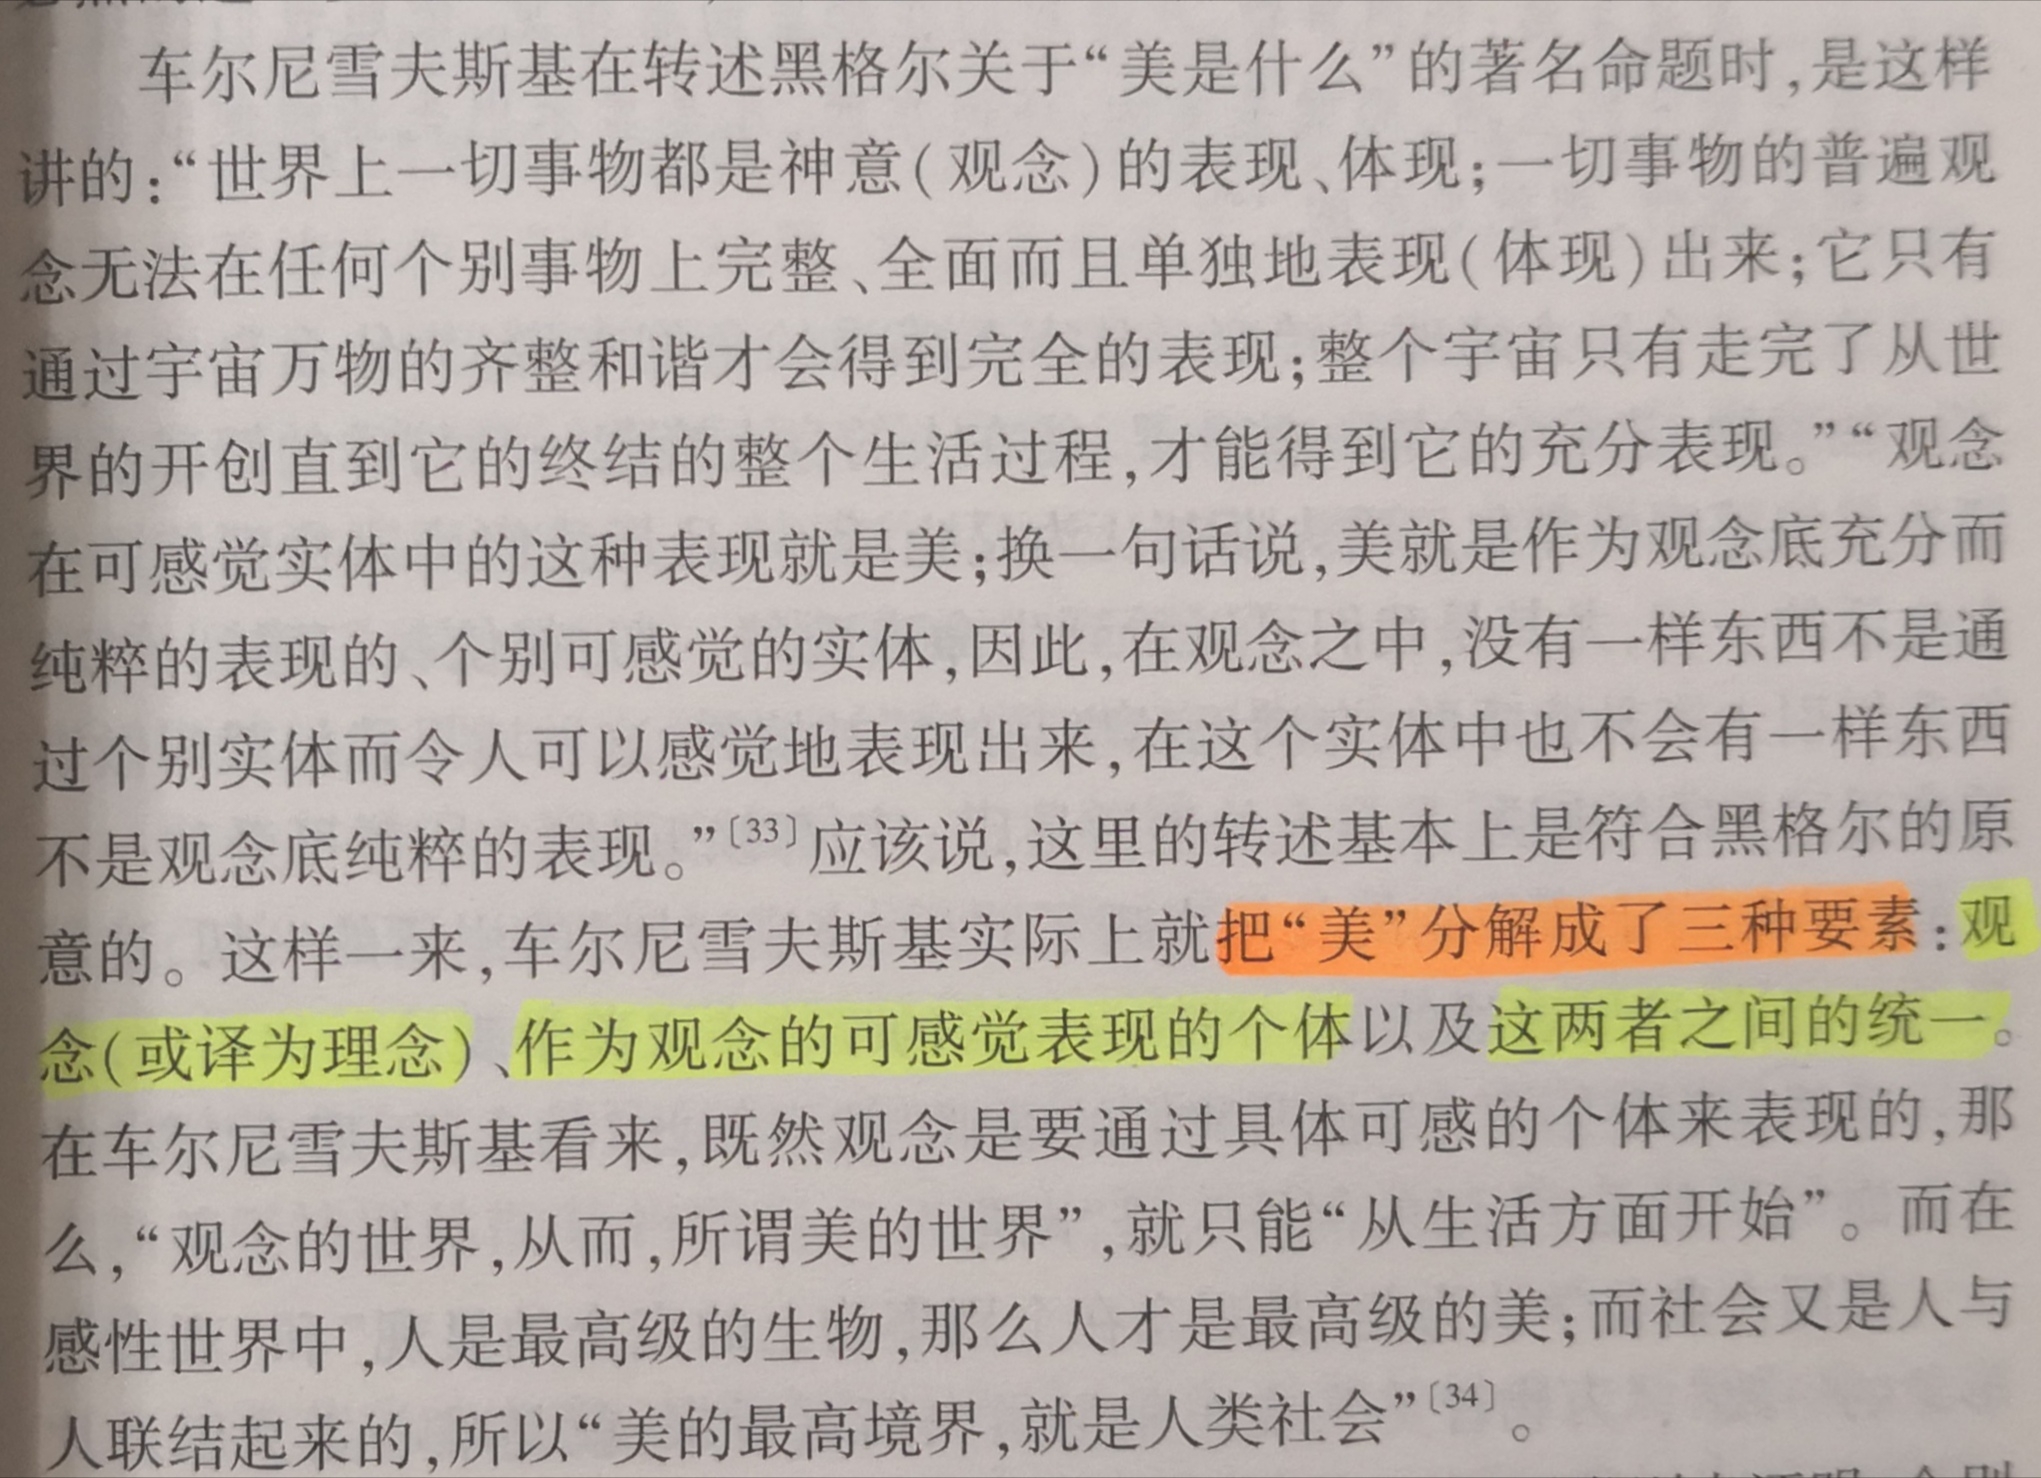 车尔尼雪夫斯基在转述黑格尔关于“美是什么”的著名命题时,是这样
讲的:“世界上一切事物都是神意(观念)的表现、体现;一切事物的普遍观
念无法在任何个别事物上完整、全面而且单独地表现(体现)出来;它只有
通过宇宙万物的齐整和谐才会得到完全的表现;整个宇宙只有走完了从世
界的开创直到它的终结的整个生活过程,才能得到它的充分表现。”“观念
在可感觉实体中的这种表现就是美;换一句话说,美就是作为观念底充分而
纯粹的表现的、个别可感觉的实体,因此,在观念之中,没有一样东西不是通
过个别实体而令人可以感觉地表现出来,在这个实体中也不会有一样东西
不是观念底纯粹的表现。”〔33〕应该说,这里的转述基本上是符合黑格尔的原
意的。这样一来,车尔尼雪夫斯基实际上就把“美”分解成了三种要素:观
念(或译为理念)、作为观念的可感觉表现的个体以及这两者之间的统一。
在车尔尼雪夫斯基看来,既然观念是要通过具体可感的个体来表现的,那
么,“观念的世界,从而,所谓美的世界”,就只能“从生活方面开始”。而在
感性世界中,人是最高级的生物,那么人才是最高级的美;而社会又是人与
人联结起来的,所以“美的最高境界,就是人类社会”〔34〕。